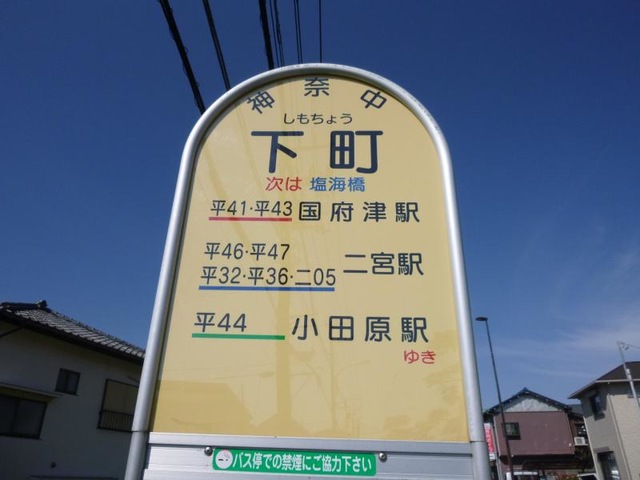 神奈中
しもちょう
下町
次は 塩海橋
平41・平43 国府津駅
平46・平47
平32・平36・二05 二宮駅
平44 小田原駅
ゆき
バス停での禁煙にご協力下さい